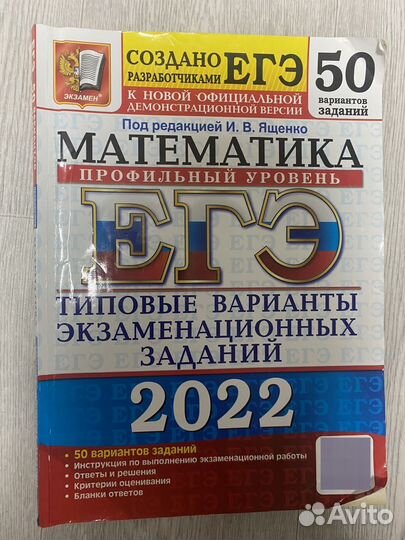 СОЗДАНО
РАЗРАБОТЧИКАМИ ЕГЭ
К НОВОЙ ОФИЦИАЛЬНОЙ
ДЕМОНСТРАЦИОННОЙ ВЕРСИИ
50
вариантов
заданий
ЭКЗАМЕН
Под редакцией И. В. Ященко
МАТЕМАТИКА
ПРОФИЛЬНЫЙ УРОВЕНЬ
ЕГЭ
ТИПОВЫЕ ВАРИАНТЫ
ЭКЗАМЕНАЦИОННЫХ
ЗАДАНИЙ
2022
• 50 вариантов заданий
• Инструкция по выполнению экзаменационной работы
• Ответы и решения
• Критерии оценивания
• Бланки ответов
Avito